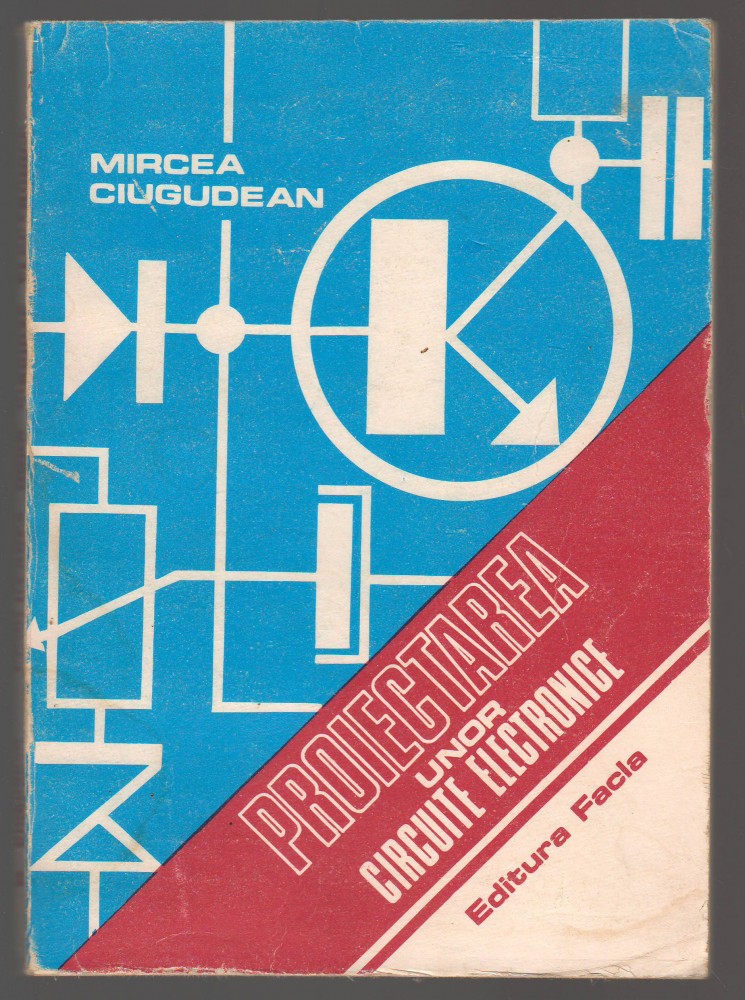 MIRCEA
CIUGUDEAN
PROIECTAREA
UNOR
CIRCUITE ELECTRONICE
Editura Facla